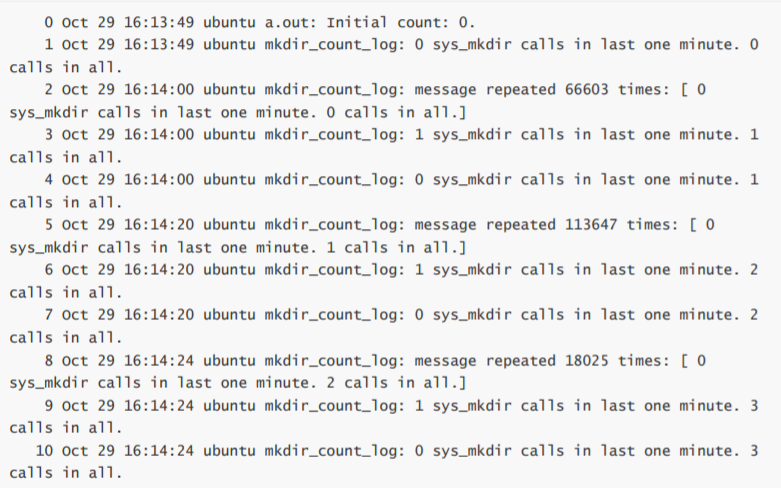 0 Oct 29 16:13:49 ubuntu a.out: Initial count: 0.
1 Oct 29 16:13:49 ubuntu mkdir_count_log: 0 sys_mkdir calls in last one minute. 0
calls in all.
2 Oct 29 16:14:00 ubuntu mkdir_count_log: message repeated 66603 times: [ 0
sys_mkdir calls in last one minute. 0 calls in all.]
3 Oct 29 16:14:00 ubuntu mkdir_count_log: 1 sys_mkdir calls in last one minute. 1
calls in all.
4 Oct 29 16:14:00 ubuntu mkdir_count_log: 0 sys_mkdir calls in last one minute. 1
calls in all.
5 Oct 29 16:14:20 ubuntu mkdir_count_log: message repeated 113647 times: [ 0
sys_mkdir calls in last one minute. 1 calls in all.]
6 Oct 29 16:14:20 ubuntu mkdir_count_log: 1 sys_mkdir calls in last one minute. 2
calls in all.
7 Oct 29 16:14:20 ubuntu mkdir_count_log: 0 sys_mkdir calls in last one minute. 2
calls in all.
8 Oct 29 16:14:24 ubuntu mkdir_count_log: message repeated 18025 times: [ 0
sys_mkdir calls in last one minute. 2 calls in all.]
9 Oct 29 16:14:24 ubuntu mkdir_count_log: 1 sys_mkdir calls in last one minute. 3
calls in all.
10 Oct 29 16:14:24 ubuntu mkdir_count_log: 0 sys_mkdir calls in last one minute. 3
calls in all.